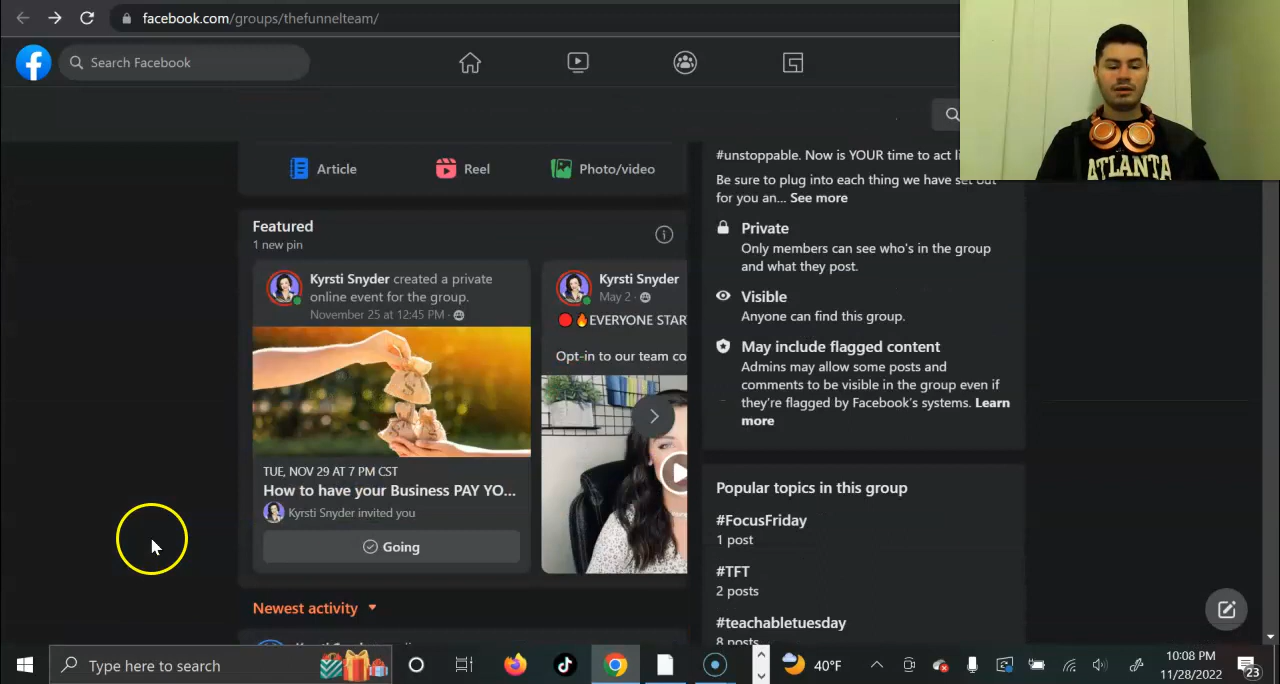 facebook.com/groups/thefunnelteam/
Search Facebook
ATLANTA
Article
Reel
Photo/video
Featured
1 new pin
Kyrsti Snyder created a private
online event for the group.
November 25 at 12:45 PM ·
TUE, NOV 29 AT 7 PM CST
How to have your Business PAY YO...
Kyrsti Snyder invited you
Going
Kyrsti Snyder
May 2 ·
EVERYONE STAR
Opt-in to our team co
Newest activity
#unstoppable. Now is YOUR time to act li
Be sure to plug into each thing we have set out
for you an... See more
Private
Only members can see who's in the group
and what they post.
Visible
Anyone can find this group.
May include flagged content
Admins may allow some posts and
comments to be visible in the group even if
they're flagged by Facebook's systems. Learn
more
Popular topics in this group
#FocusFriday
1 post
#TFT
2 posts
#teachabletuesday
8 posts
Type here to search
40°F
10:08 PM
11/28/2022
23